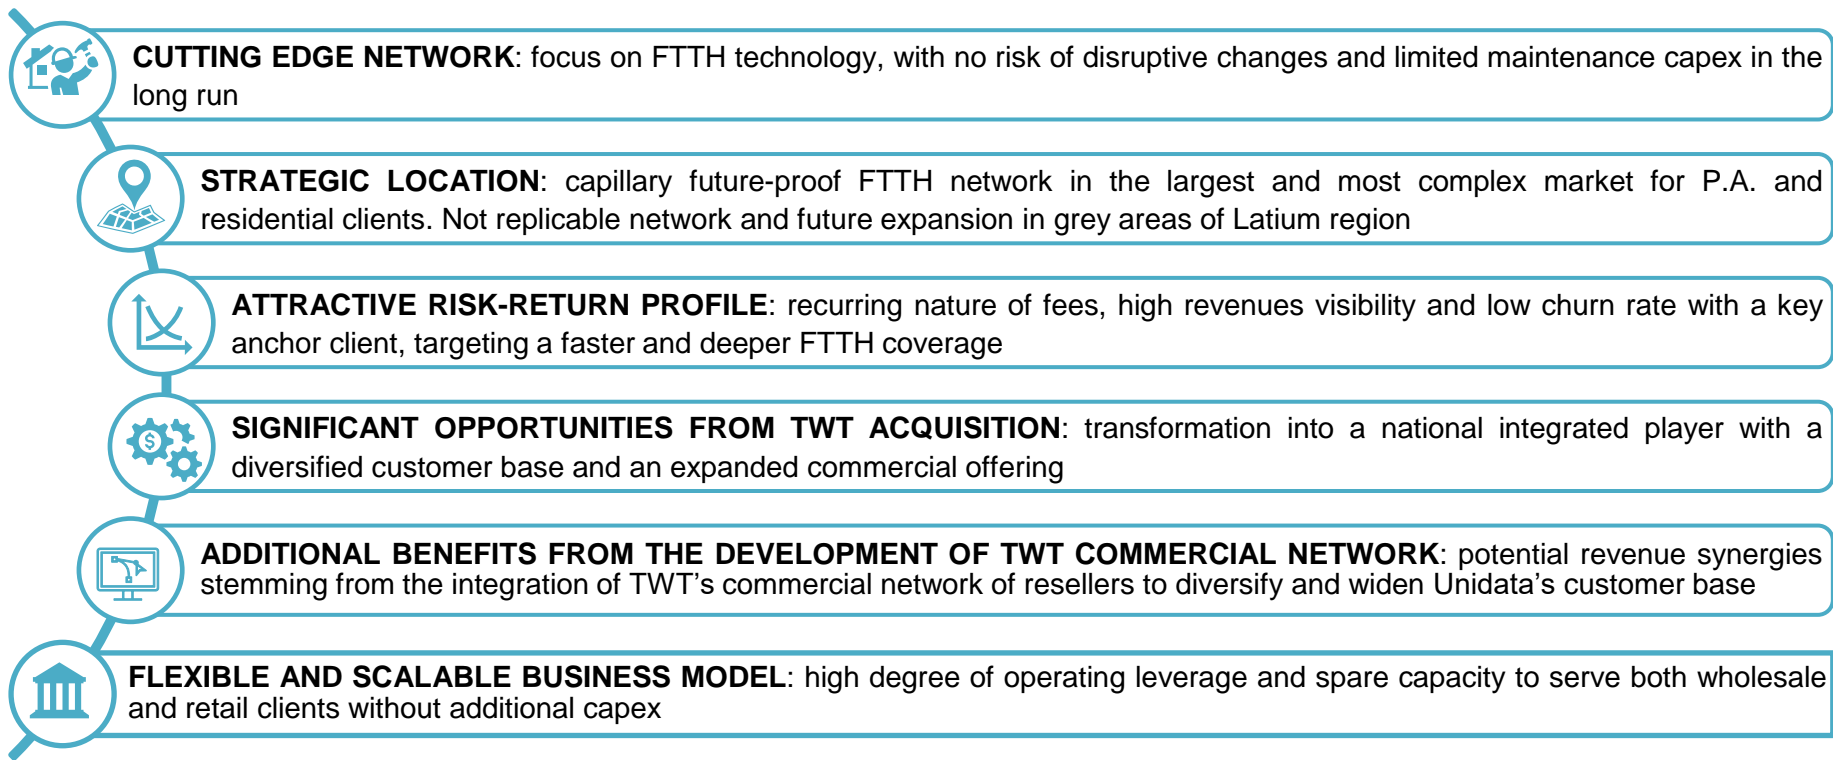 CUTTING EDGE NETWORK: focus on FTTH technology, with no risk of disruptive changes and limited maintenance capex in the
long run
STRATEGIC LOCATION: capillary future-proof FTTH network in the largest and most complex market for P.A. and
residential clients. Not replicable network and future expansion in grey areas of Latium region
ATTRACTIVE RISK-RETURN PROFILE: recurring nature of fees, high revenues visibility and low churn rate with a key
anchor client, targeting a faster and deeper FTTH coverage
$
SIGNIFICANT OPPORTUNITIES FROM TWT ACQUISITION: transformation into a national integrated player with a
diversified customer base and an expanded commercial offering
ADDITIONAL BENEFITS FROM THE DEVELOPMENT OF TWT COMMERCIAL NETWORK: potential revenue synergies
stemming from the integration of TWT’s commercial network of resellers to diversify and widen Unidata’s customer base
FLEXIBLE AND SCALABLE BUSINESS MODEL: high degree of operating leverage and spare capacity to serve both wholesale
and retail clients without additional capex